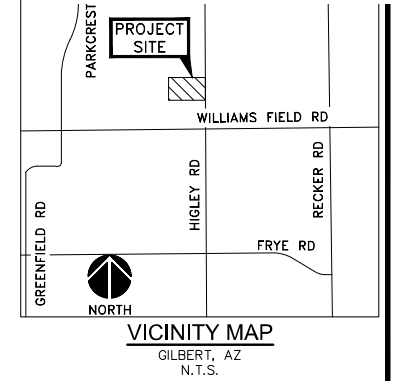 PARKCREST
PROJECT
SITE
WILLIAMS FIELD RD
HIGLEY RD
RECKER RD
GREENFIELD RD
FRYE RD
NORTH
VICINITY MAP
GILBERT, AZ
N.T.S.